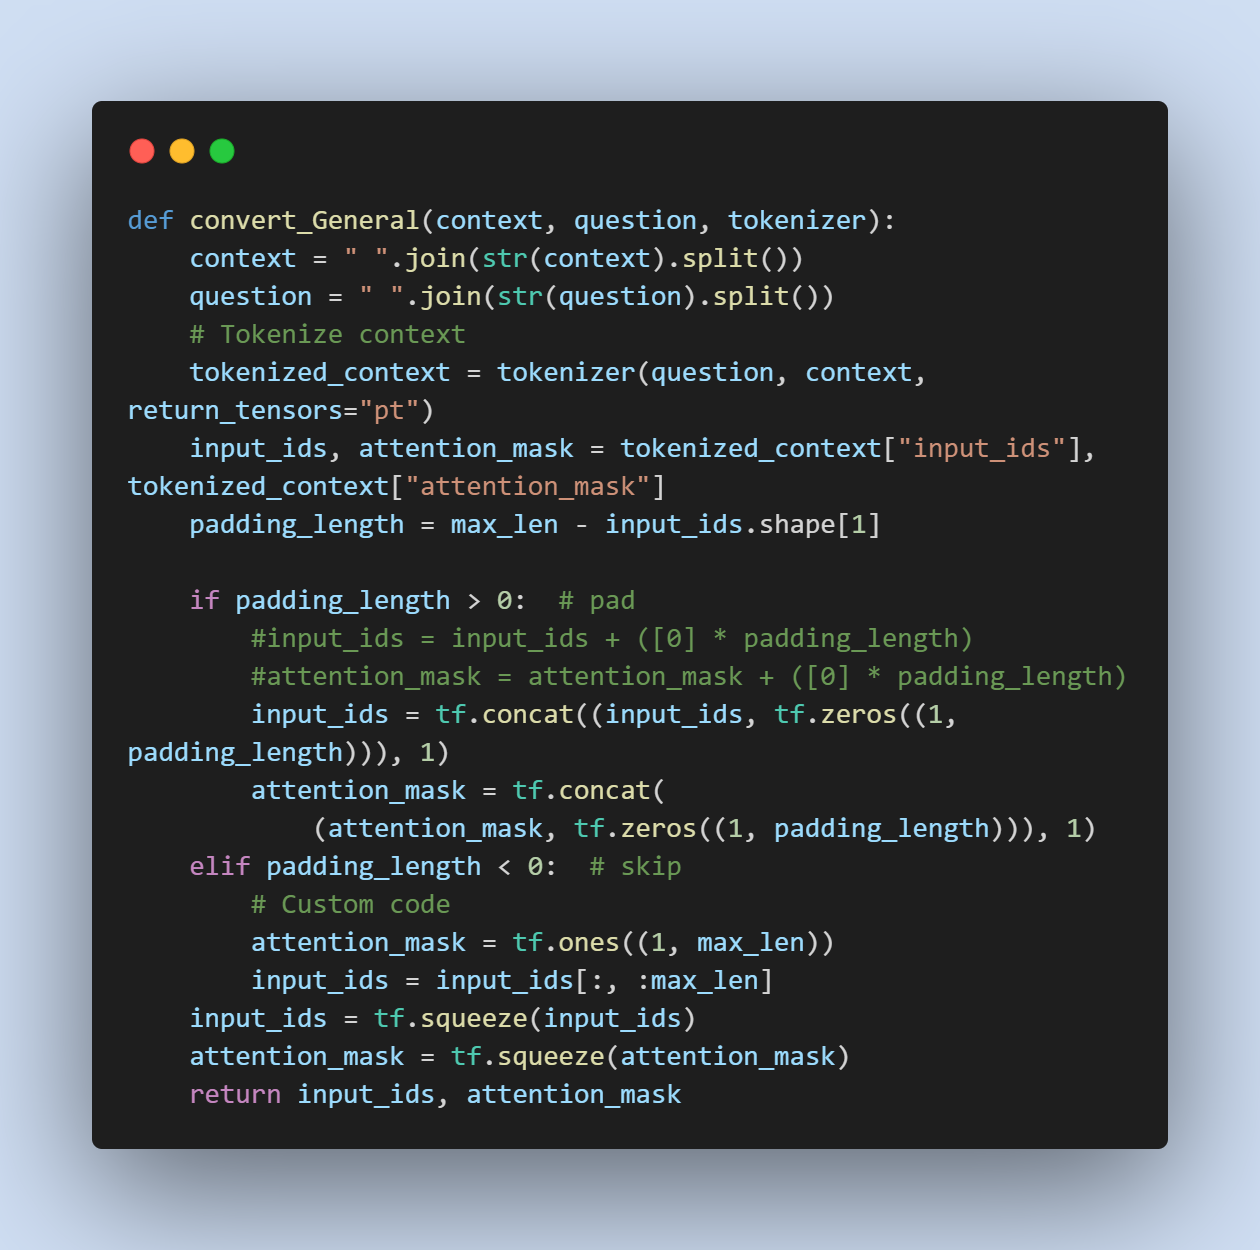 def convert_General(context, question, tokenizer):
    context = " ".join(str(context).split())
    question = " ".join(str(question).split())
    # Tokenize context
    tokenized_context = tokenizer(question, context,
return_tensors="pt")
    input_ids, attention_mask = tokenized_context["input_ids"],
tokenized_context["attention_mask"]
    padding_length = max_len - input_ids.shape[1]

    if padding_length > 0:  # pad
        #input_ids = input_ids + ([0] * padding_length)
        #attention_mask = attention_mask + ([0] * padding_length)
        input_ids = tf.concat((input_ids, tf.zeros((1,
padding_length))), 1)
        attention_mask = tf.concat(
            (attention_mask, tf.zeros((1, padding_length))), 1)
    elif padding_length < 0:  # skip
        # Custom code
        attention_mask = tf.ones((1, max_len))
        input_ids = input_ids[:, :max_len]
    input_ids = tf.squeeze(input_ids)
    attention_mask = tf.squeeze(attention_mask)
    return input_ids, attention_mask